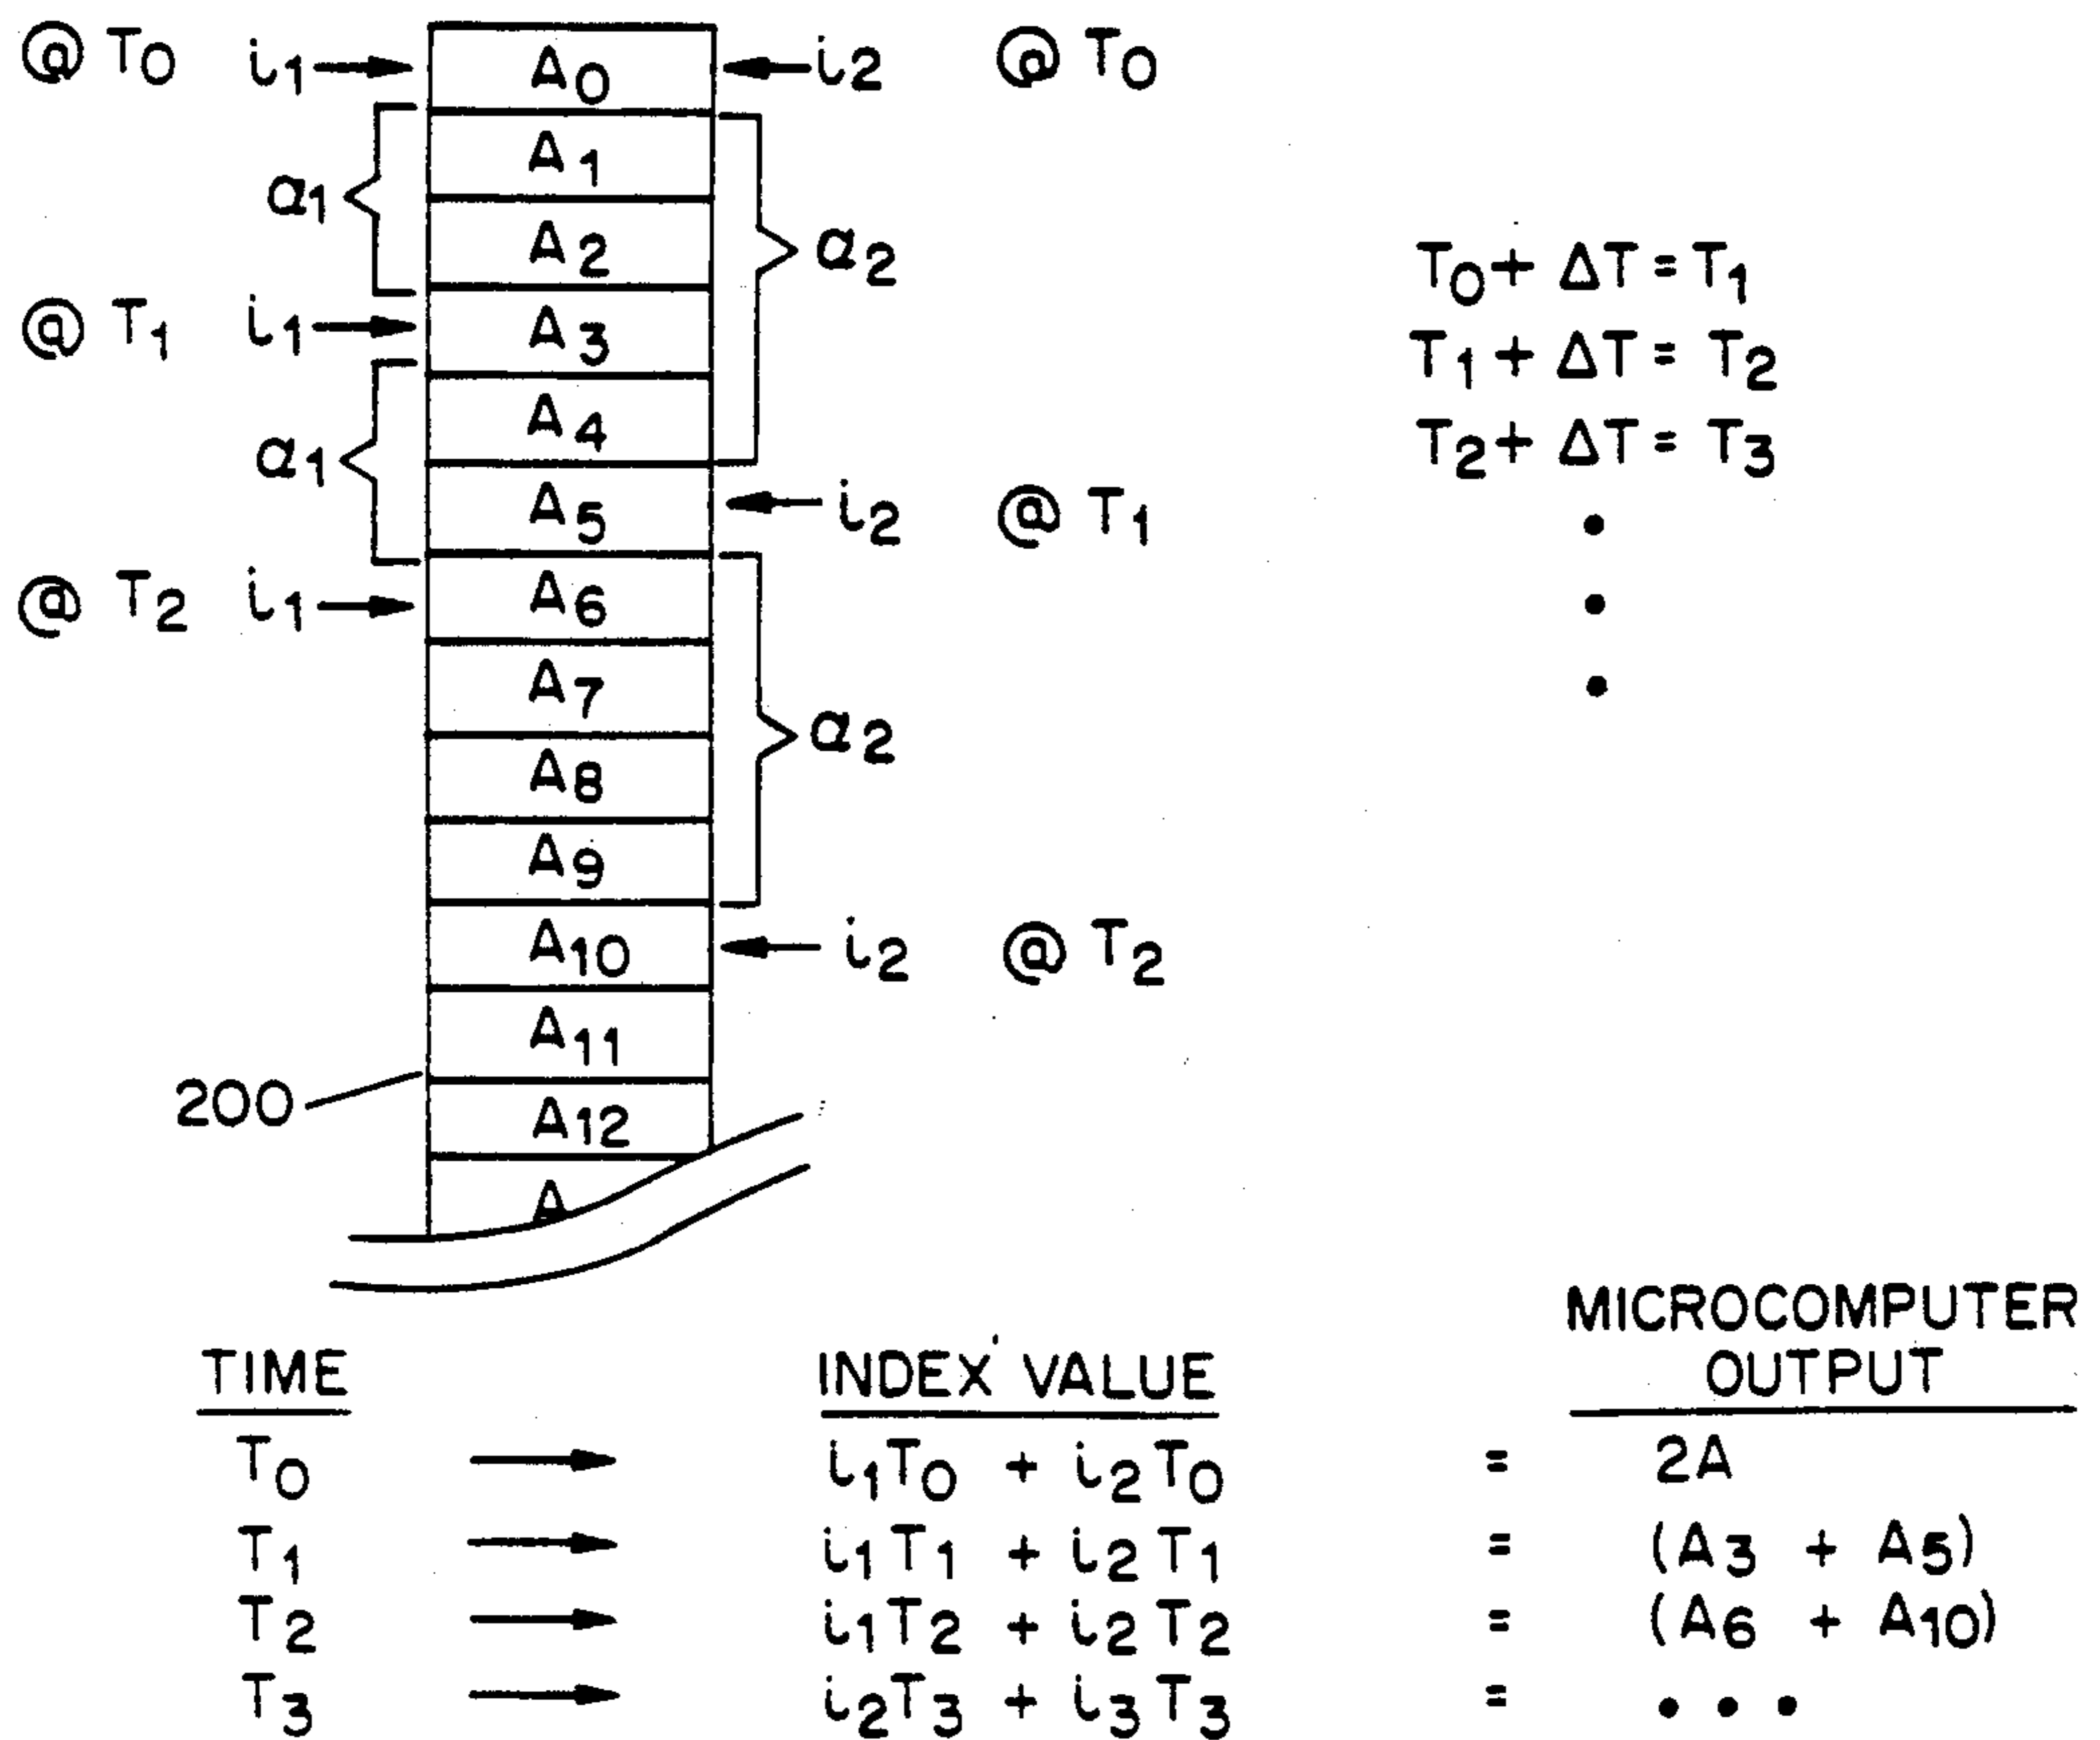 @ T0 i1 A0 i2 @ T0
A1
α1 A2 α2
T0 + ΔT = T1
@ T1 i1 A3
T1 + ΔT = T2
α1 A4
T2 + ΔT = T3
A5 i2 @ T1
@ T2 i1 A6
A7 α2
A8
A9
A10 i2 @ T2
A11
200
A12
A
MICROCOMPUTER
TIME INDEX VALUE OUTPUT
T0 → i1T0 + i2T0 = 2A
T1 → i1T1 + i2T1 = (A3 + A5)
T2 → i1T2 + i2T2 = (A6 + A10)
T3 → i2T3 + i3T3 = • • •